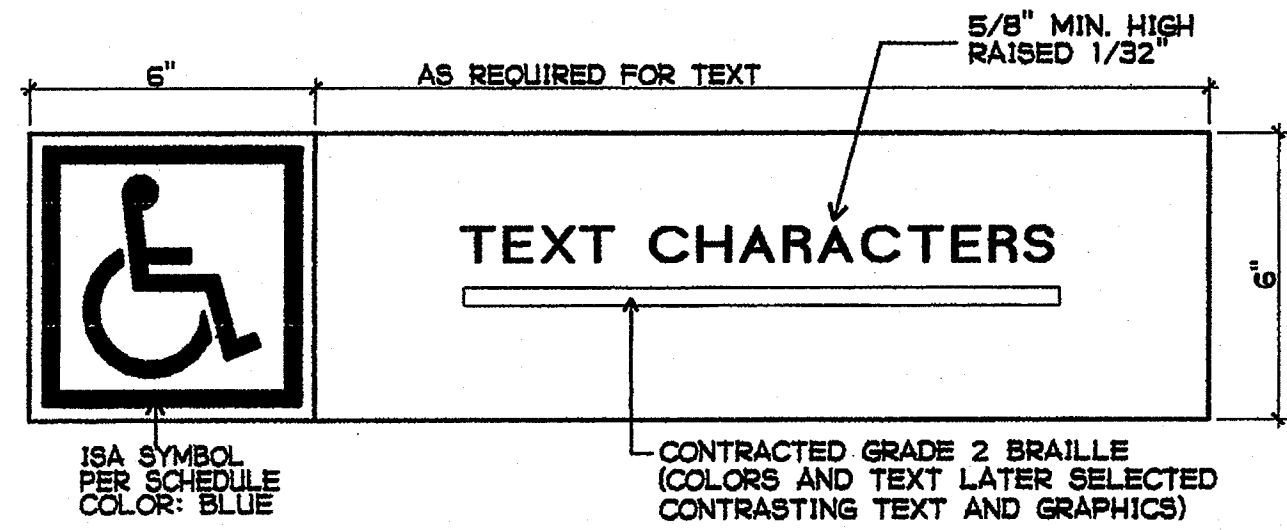 5/8" MIN. HIGH
RAISED 1/32"
6"
AS REQUIRED FOR TEXT
TEXT CHARACTERS
6"
ISA SYMBOL
PER SCHEDULE
COLOR: BLUE
CONTRACTED GRADE 2 BRAILLE
(COLORS AND TEXT LATER SELECTED
CONTRASTING TEXT AND GRAPHICS)